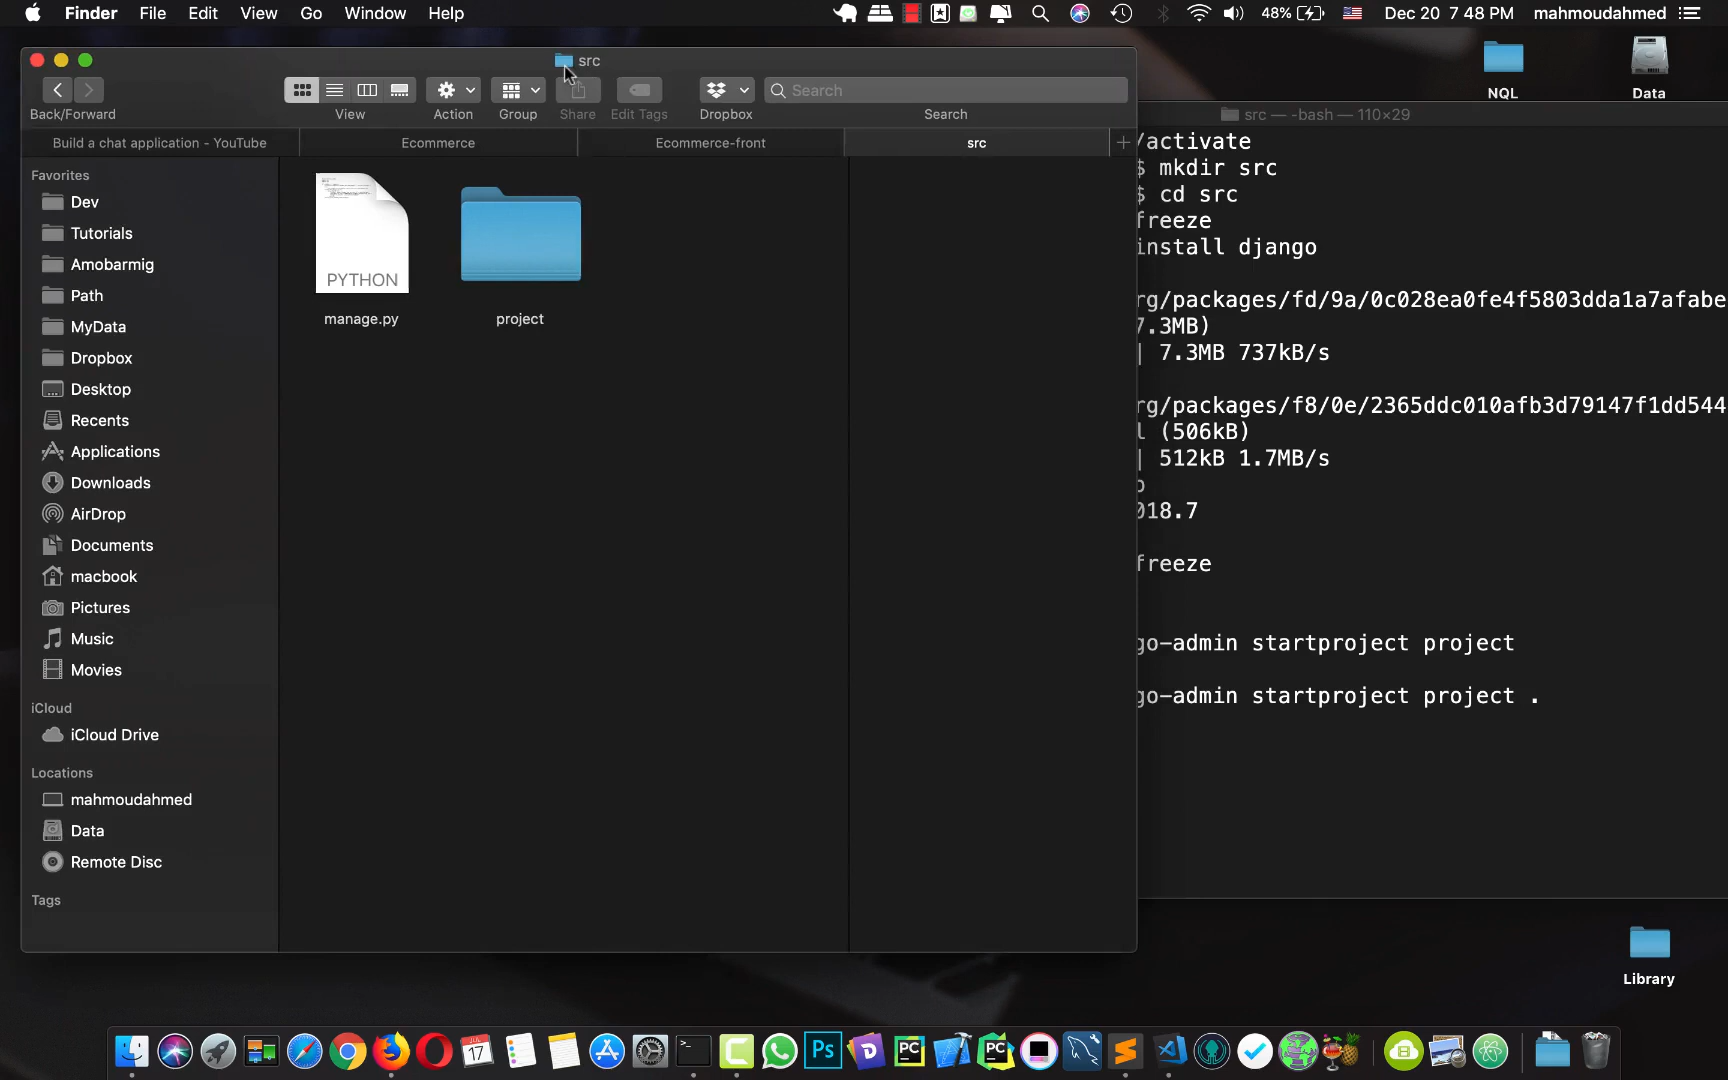 Finder File Edit View Go Window Help 48% Dec 20 7 48 PM mahmoudahmed
src
Back/Forward View Action Group Share Edit Tags Dropbox Search
Search
Build a chat application - YouTube Ecommerce Ecommerce-front src
Favorites
Dev
Tutorials
Amobarmig
Path
MyData
Dropbox
Desktop
Recents
Applications
Downloads
AirDrop
Documents
macbook
Pictures
Music
Movies
iCloud
iCloud Drive
Locations
mahmoudahmed
Data
Remote Disc
Tags
PYTHON
manage.py
project
NQL
Data
src — -bash — 110×29
/activate
$ mkdir src
$ cd src
freeze
install django
rg/packages/fd/9a/0c028ea0fe4f5803dda1a7afabe
7.3MB)
| 7.3MB 737kB/s
rg/packages/f8/0e/2365ddc010afb3d79147f1dd544
l (506kB)
| 512kB 1.7MB/s
018.7
freeze
go-admin startproject project
go-admin startproject project .
Library
JUL
17
Ps
D
PC
PC